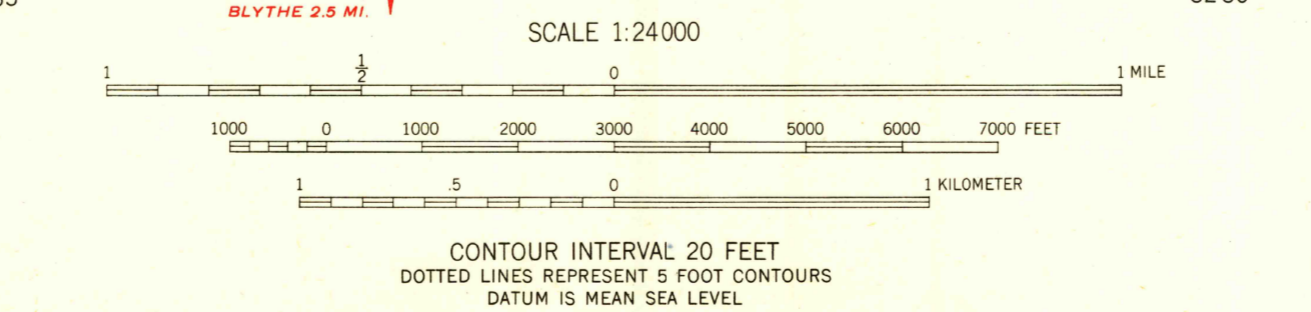 BLYTHE 2.5 MI.
SCALE 1:24000
1 1/2 0 1 MILE
1000 0 1000 2000 3000 4000 5000 6000 7000 FEET
1 .5 0 1 KILOMETER
CONTOUR INTERVAL 20 FEET
DOTTED LINES REPRESENT 5 FOOT CONTOURS
DATUM IS MEAN SEA LEVEL